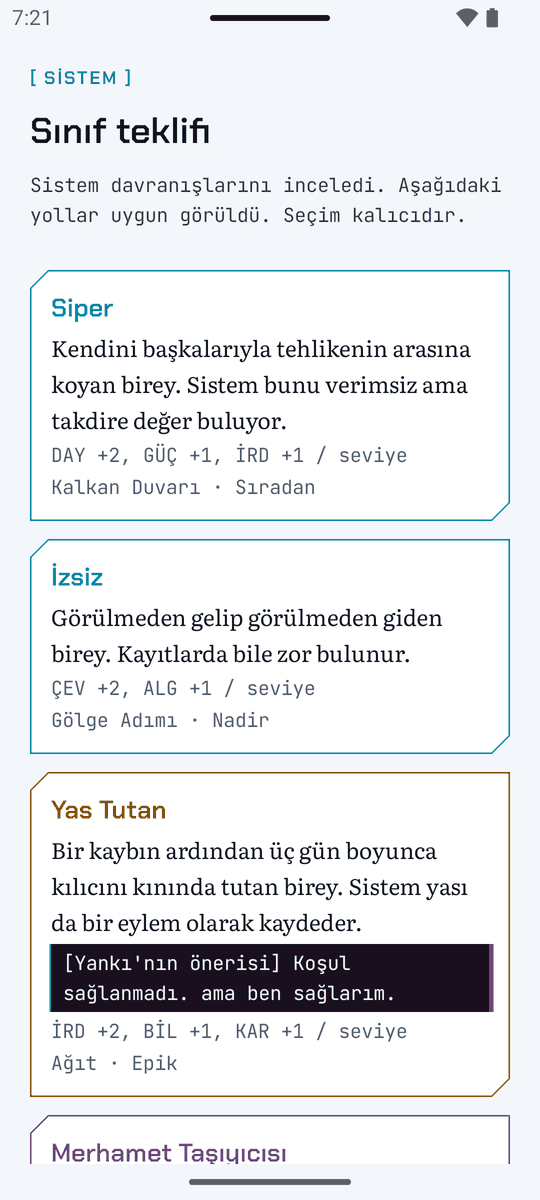 7:21
[ SİSTEM ]
Sınıf teklifi
Sistem davranışlarını inceledi. Aşağıdaki
yollar uygun görüldü. Seçim kalıcıdır.
Siper
Kendini başkalarıyla tehlikenin arasına
koyan birey. Sistem bunu verimsiz ama
takdire değer buluyor.
DAY +2, GÜÇ +1, İRD +1 / seviye
Kalkan Duvarı · Sıradan
İzsiz
Görülmeden gelip görülmeden giden
birey. Kayıtlarda bile zor bulunur.
ÇEV +2, ALG +1 / seviye
Gölge Adımı · Nadir
Yas Tutan
Bir kaybın ardından üç gün boyunca
kılıcını kınında tutan birey. Sistem yası
da bir eylem olarak kaydeder.
[Yankı'nın önerisi] Koşul
sağlanmadı. ama ben sağlarım.
İRD +2, BİL +1, KAR +1 / seviye
Ağıt · Epik
Merhamet Taşıyıcısı